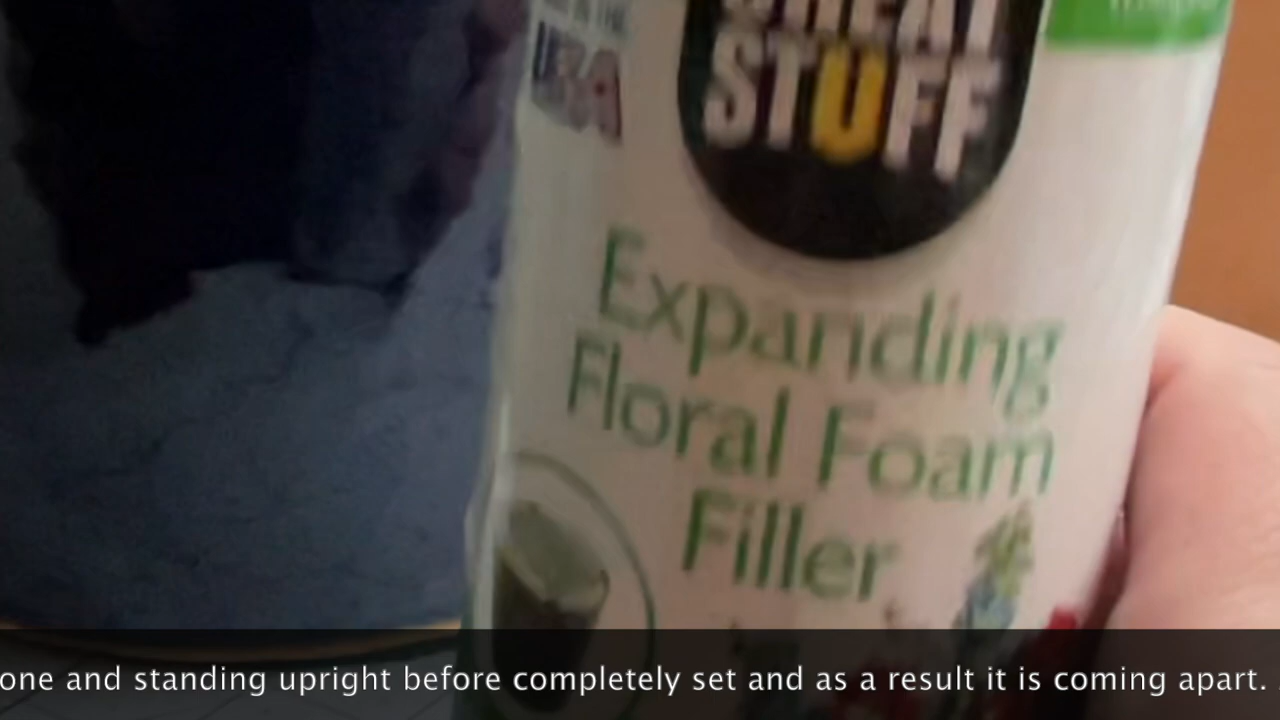 USA
STUFF
Expanding
Floral Foam
Filler
one and standing upright before completely set and as a result it is coming apart.